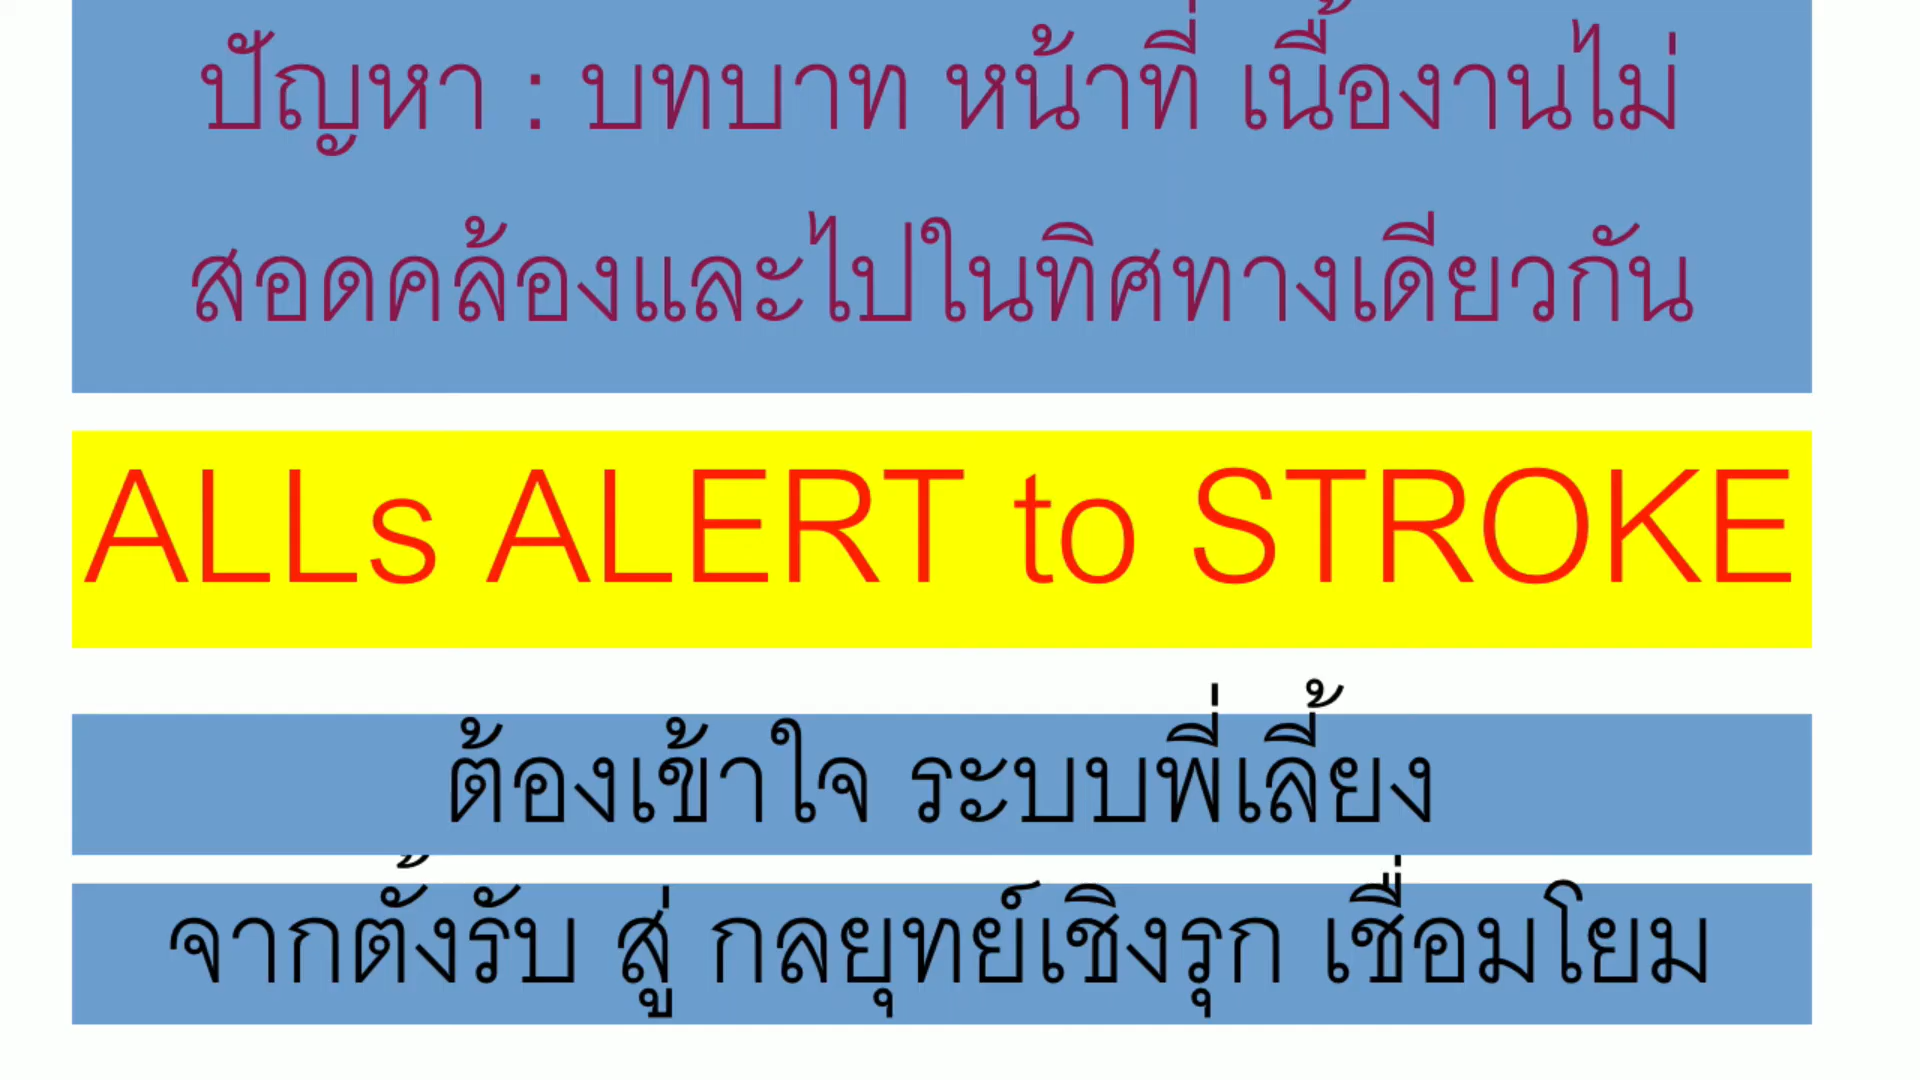 ปัญหา : บทบาท หน้าที่ เนื้องานไม่
สอดคล้องและไปในทิศทางเดียวกัน
ALLs ALERT to STROKE
ต้องเข้าใจ ระบบพี่เลี้ยง
จากตั้งรับ สู่ กลยุทย์เชิงรุก เชื่อมโยม